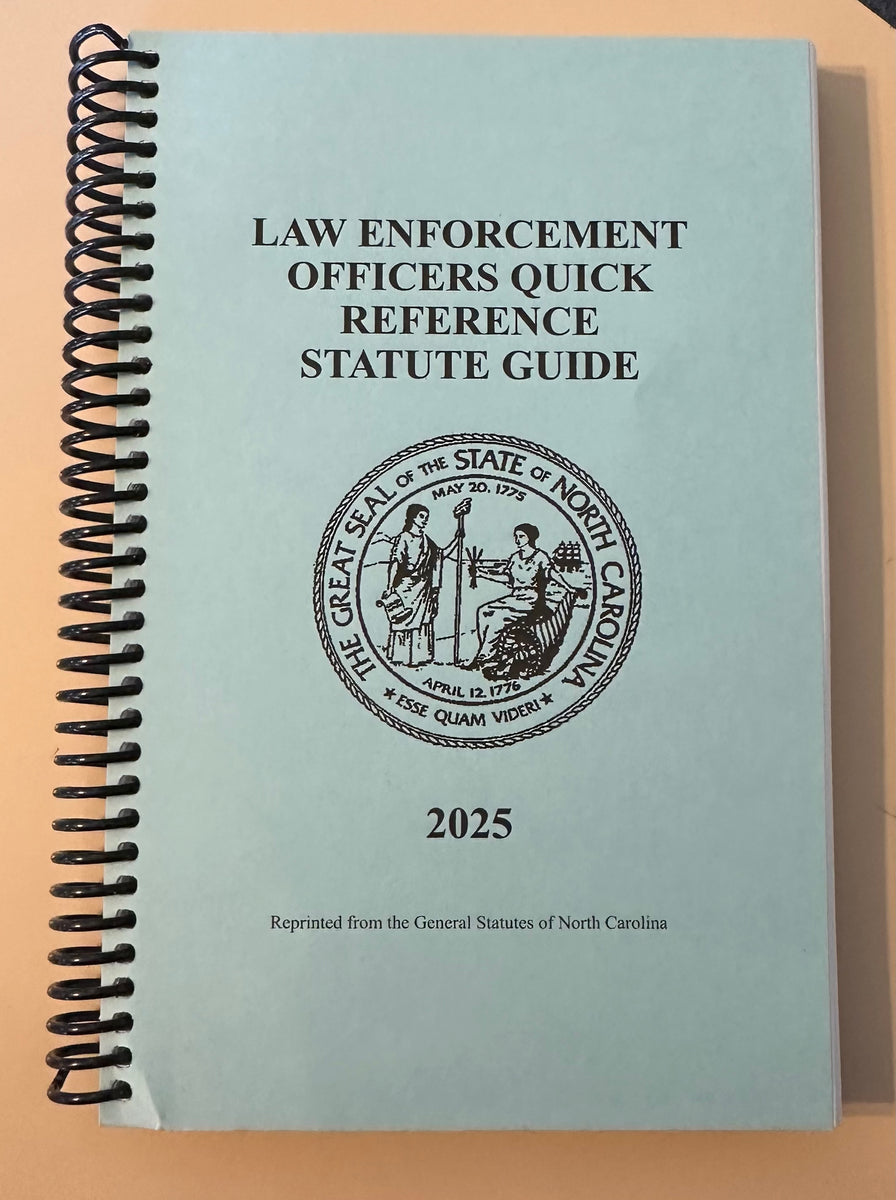 LAW ENFORCEMENT
OFFICERS QUICK
REFERENCE
STATUTE GUIDE
THE GREAT SEAL OF THE STATE OF NORTH CAROLINA
MAY 20, 1775
APRIL 12, 1776
★ ESSE QUAM VIDERI ★
2025
Reprinted from the General Statutes of North Carolina